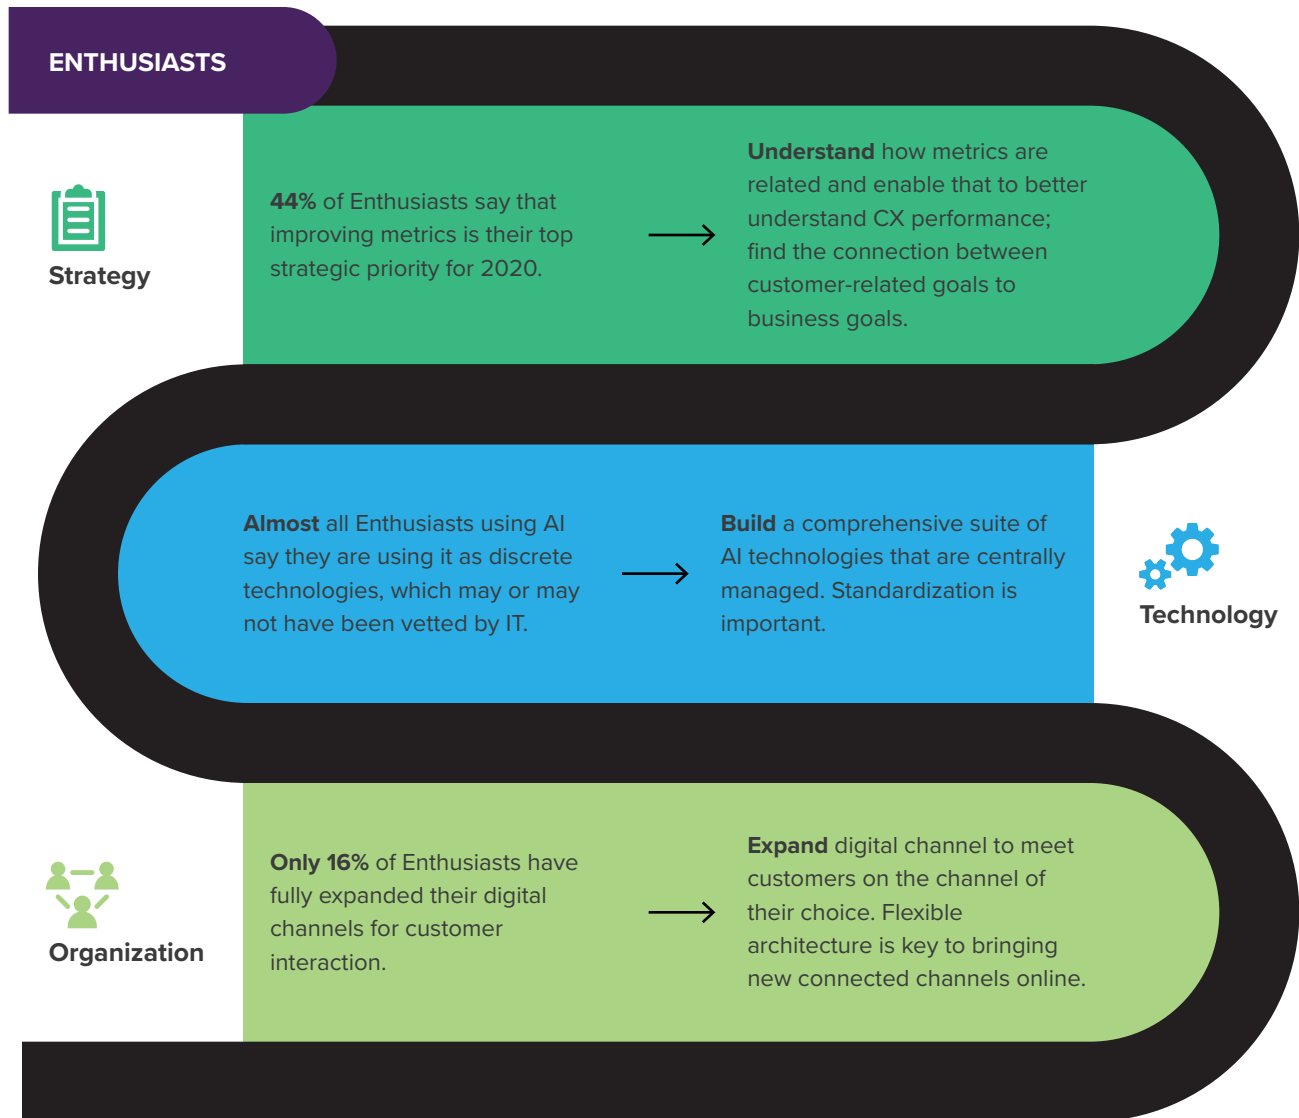 ENTHUSIASTS
Strategy
44% of Enthusiasts say that
improving metrics is their top
strategic priority for 2020.
Understand how metrics are
related and enable that to better
understand CX performance;
find the connection between
customer-related goals to
business goals.
Almost all Enthusiasts using AI
say they are using it as discrete
technologies, which may or may
not have been vetted by IT.
Build a comprehensive suite of
AI technologies that are centrally
managed. Standardization is
important.
Technology
Organization
Only 16% of Enthusiasts have
fully expanded their digital
channels for customer
interaction.
Expand digital channel to meet
customers on the channel of
their choice. Flexible
architecture is key to bringing
new connected channels online.